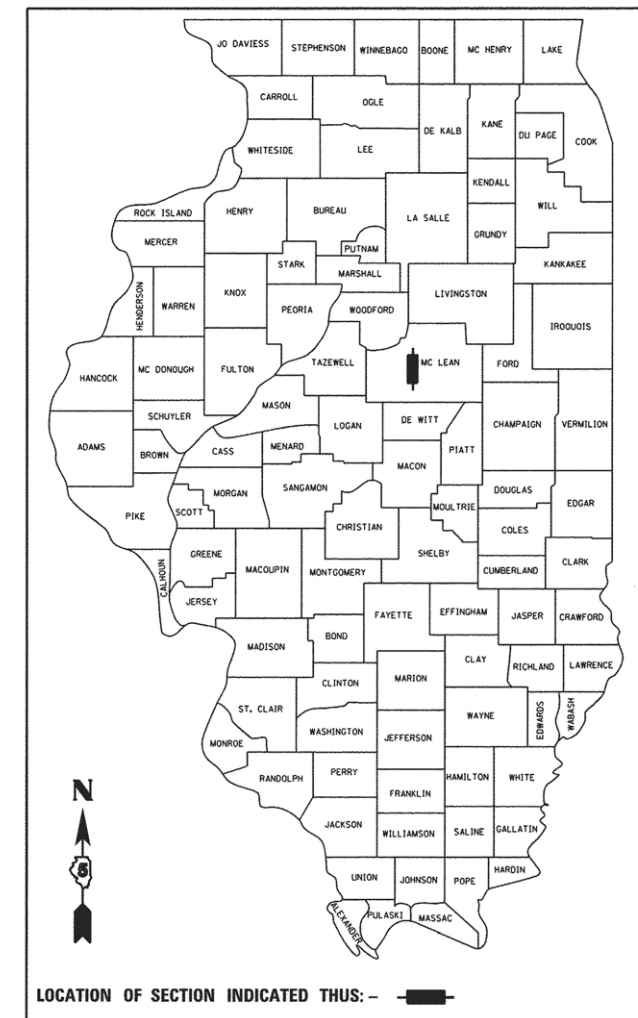 JO DAVIESS STEPHENSON WINNEBAGO BOONE MC HENRY LAKE
CARROLL OGLE DE KALB KANE DU PAGE COOK
WHITESIDE LEE KENDALL WILL
ROCK ISLAND HENRY BUREAU LA SALLE GRUNDY
MERCER PUTNAM KANKAKEE
HENDERSON WARREN KNOX STARK MARSHALL LIVINGSTON
PEORIA WOODFORD IROQUOIS
HANCOCK MC DONOUGH FULTON TAZEWELL MC LEAN FORD
SCHUYLER MASON LOGAN DE WITT CHAMPAIGN VERMILION
ADAMS BROWN CASS MENARD MACON PIATT
PIKE SCOTT MORGAN SANGAMON CHRISTIAN MOULTRIE DOUGLAS EDGAR
COLES
CALHOUN GREENE MACOUPIN MONTGOMERY SHELBY CUMBERLAND CLARK
JERSEY FAYETTE EFFINGHAM JASPER CRAWFORD
MADISON BOND CLAY RICHLAND LAWRENCE
CLINTON MARION
ST. CLAIR WAYNE EDWARDS WABASH
MONROE WASHINGTON JEFFERSON
RANDOLPH PERRY HAMILTON WHITE
FRANKLIN
N
JACKSON WILLIAMSON SALINE GALLATIN
5
UNION JOHNSON POPE HARDIN
ALEXANDER PULASKI MASSAC
LOCATION OF SECTION INDICATED THUS: -